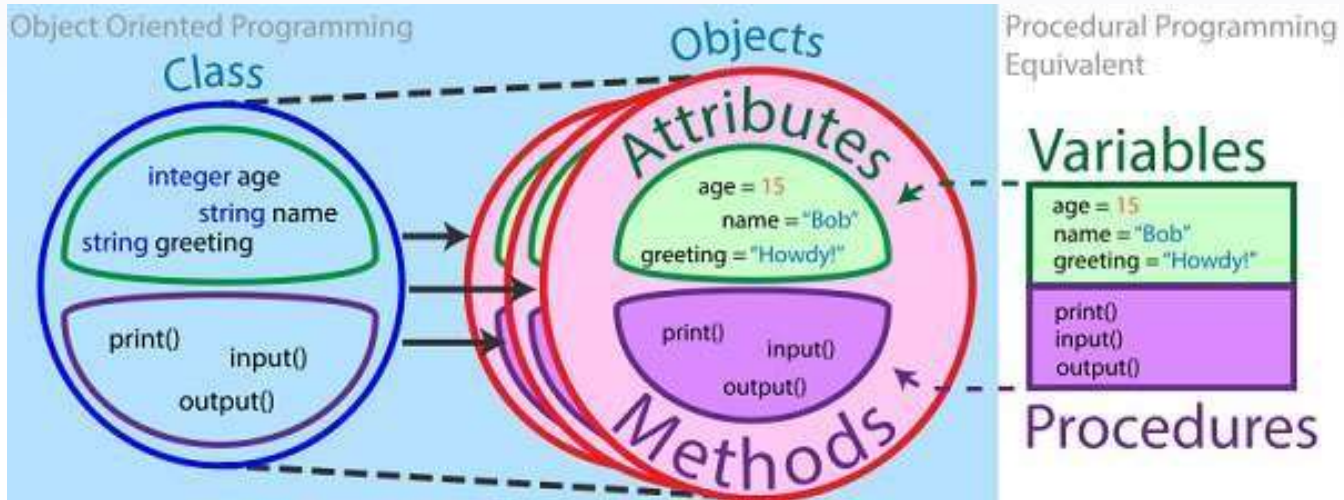 Object Oriented Programming
Class
integer age
string name
string greeting
print()
input()
output()
Objects
Attributes
age = 15
name = "Bob"
greeting = "Howdy!"
print()
input()
output()
Methods
Procedural Programming
Equivalent
Variables
age = 15
name = "Bob"
greeting = "Howdy!"
print()
input()
output()
Procedures